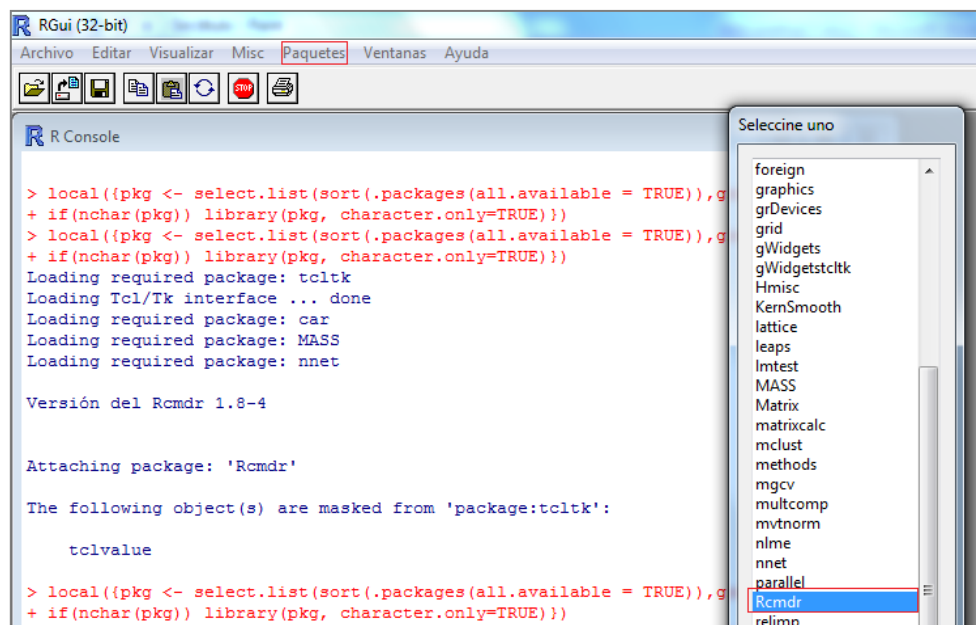 RGui (32-bit)
Archivo Editar Visualizar Misc Paquetes Ventanas Ayuda
STOP
R Console
> local({pkg <- select.list(sort(.packages(all.available = TRUE)),g
+ if(nchar(pkg)) library(pkg, character.only=TRUE)})
> local({pkg <- select.list(sort(.packages(all.available = TRUE)),g
+ if(nchar(pkg)) library(pkg, character.only=TRUE)})
Loading required package: tcltk
Loading Tcl/Tk interface ... done
Loading required package: car
Loading required package: MASS
Loading required package: nnet
Versión del Rcmdr 1.8-4
Attaching package: 'Rcmdr'
The following object(s) are masked from 'package:tcltk':
tclvalue
> local({pkg <- select.list(sort(.packages(all.available = TRUE)),g
+ if(nchar(pkg)) library(pkg, character.only=TRUE)})
Seleccine uno
foreign
graphics
grDevices
grid
gWidgets
gWidgetstcltk
Hmisc
KernSmooth
lattice
leaps
lmtest
MASS
Matrix
matrixcalc
mclust
methods
mgcv
multcomp
mvtnorm
nlme
nnet
parallel
Rcmdr
relimp